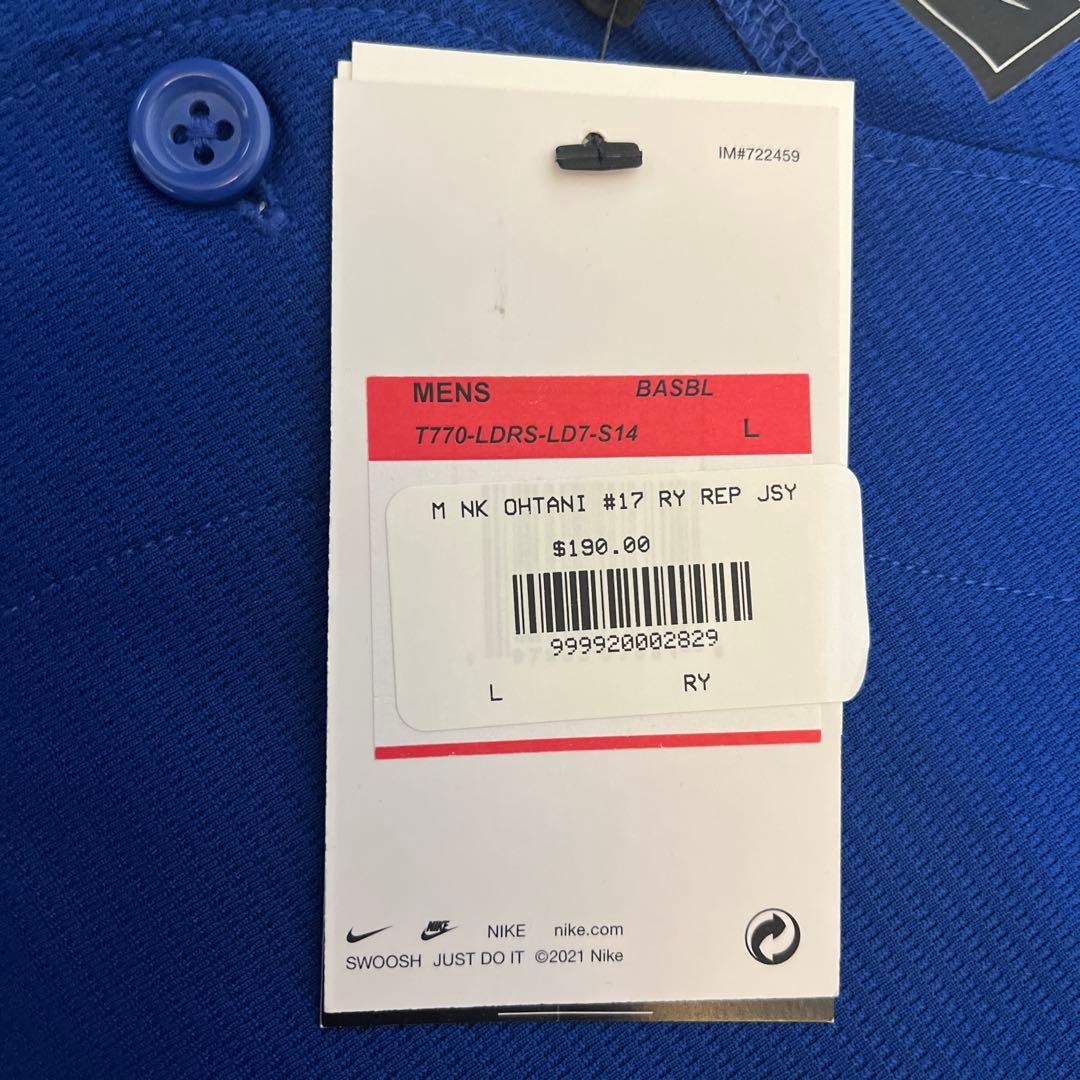 IM#722459
MENS BASBL
T770-LDRS-LD7-S14 L
M NK OHTANI #17 RY REP JSY
$190.00
999920002829
L RY
NIKE NIKE nike.com
SWOOSH JUST DO IT ©2021 Nike